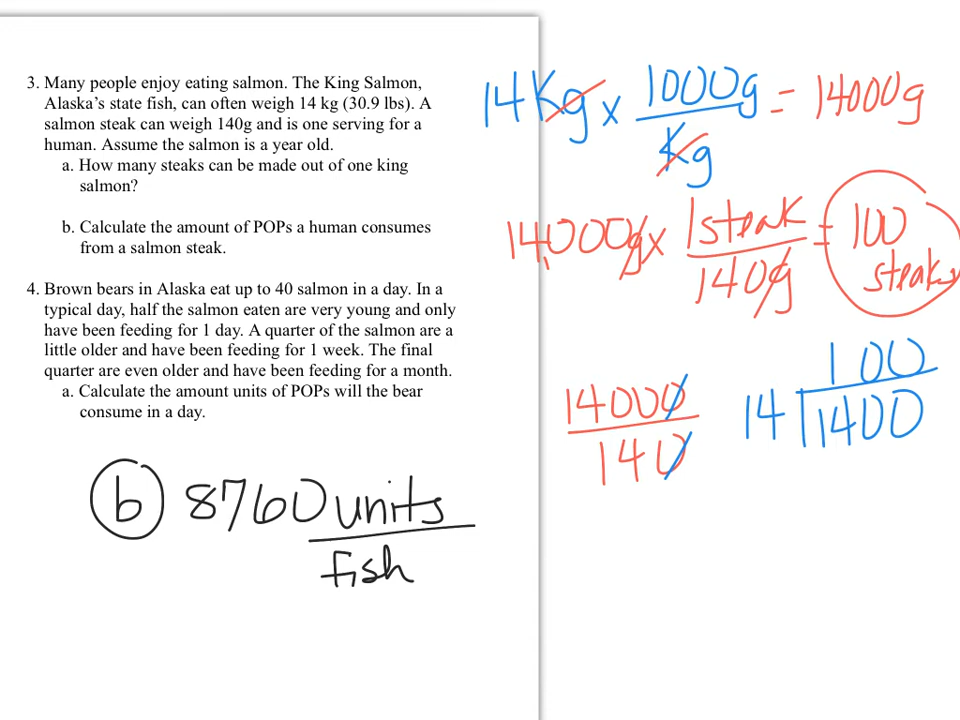 3. Many people enjoy eating salmon. The King Salmon,
Alaska's state fish, can often weigh 14 kg (30.9 lbs). A
salmon steak can weigh 140g and is one serving for a
human. Assume the salmon is a year old.
a. How many steaks can be made out of one king
salmon?
b. Calculate the amount of POPs a human consumes
from a salmon steak.
4. Brown bears in Alaska eat up to 40 salmon in a day. In a
typical day, half the salmon eaten are very young and only
have been feeding for 1 day. A quarter of the salmon are a
little older and have been feeding for 1 week. The final
quarter are even older and have been feeding for a month.
a. Calculate the amount units of POPs will the bear
consume in a day.
b 8760 units
fish
14 Kg x 1000g = 14000g
Kg
14,000g x 1 steak = 100
140g steaks
14000
140
100
14 1400